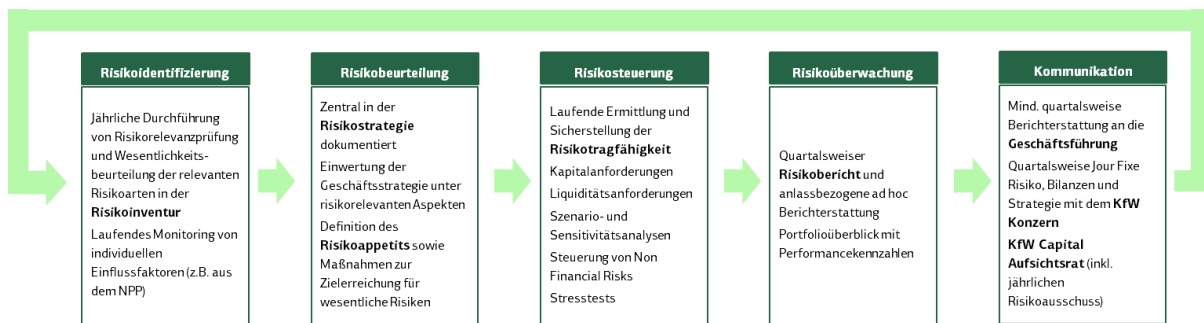 Risikoidentifizierung
Jährliche Durchführung
von Risikorelevanzprüfung
und Wesentlichkeits-
beurteilung der relevanten
Risikoarten in der
Risikoinventur
Laufendes Monitoring von
individuellen
Einflussfaktoren (z.B. aus
dem NPP)
Risikobeurteilung
Zentral in der
Risikostrategie
dokumentiert
Einwertung der
Geschäftsstrategie unter
risikorelevanten Aspekten
Definition des
Risikoappetits sowie
Maßnahmen zur
Zielerreichung für
wesentliche Risiken
Risikosteuerung
Laufende Ermittlung und
Sicherstellung der
Risikotragfähigkeit
Kapitalanforderungen
Liquiditätsanforderungen
Szenario- und
Sensitivitätsanalysen
Steuerung von Non
Financial Risks
Stresstests
Risikoüberwachung
Quartalsweiser
Risikobericht und
anlassbezogene ad hoc
Berichterstattung
Portfolioüberblick mit
Performancekennzahlen
Kommunikation
Mind. quartalsweise
Berichterstattung an die
Geschäftsführung
Quartalsweise Jour Fixe
Risiko, Bilanzen und
Strategie mit dem KfW
Konzern
KfW Capital
Aufsichtsrat (inkl.
jährlichen
Risikoausschuss)